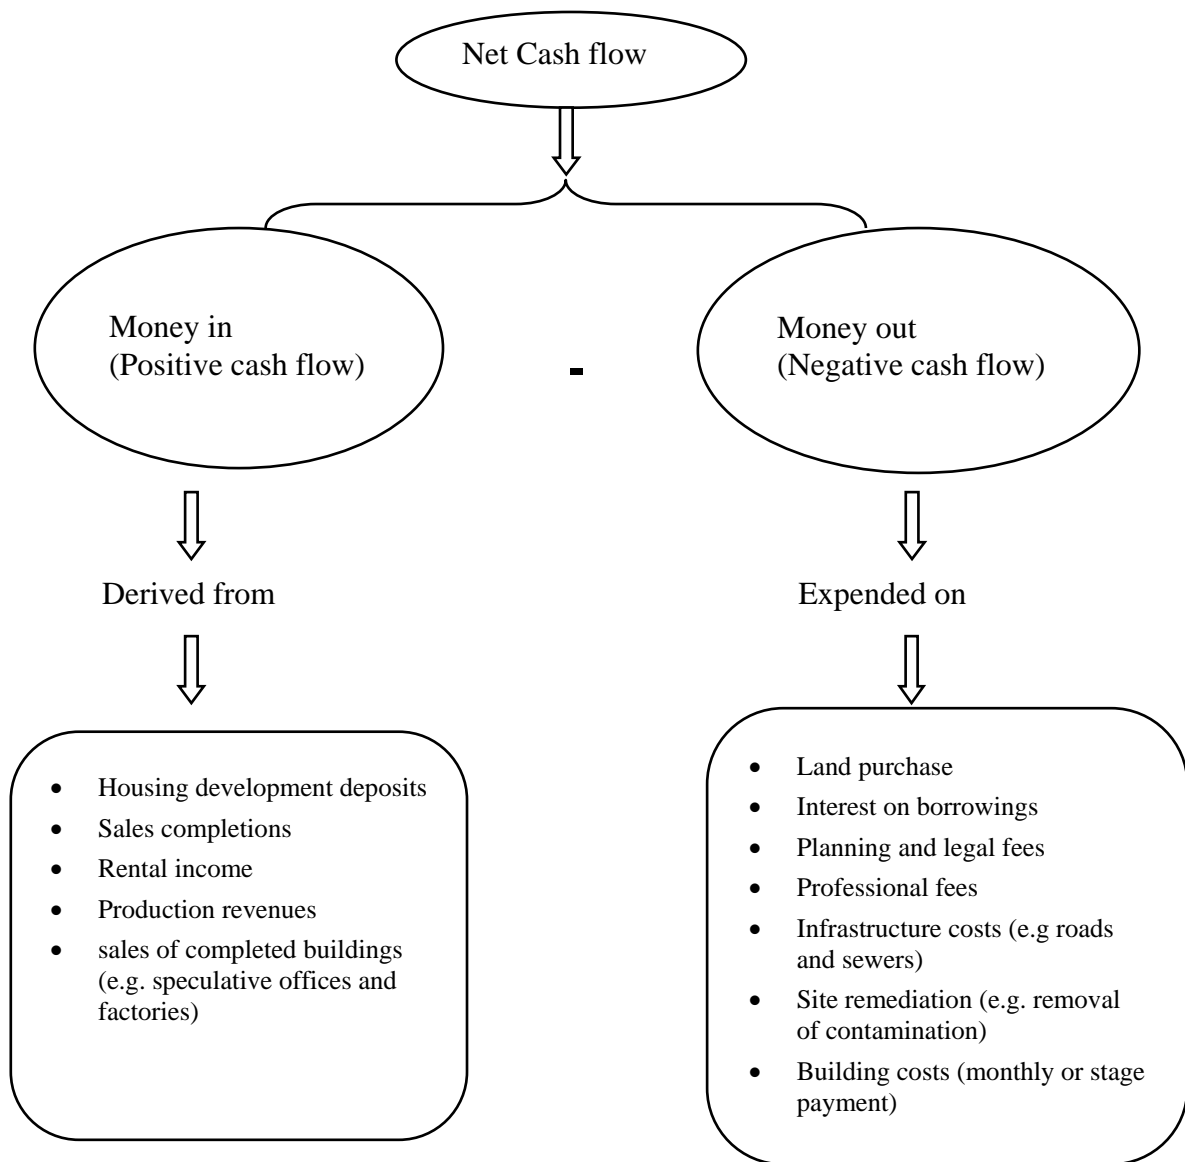 Net Cash flow
Money in
(Positive cash flow)
-
Money out
(Negative cash flow)
Derived from
Expended on
• Housing development deposits
• Sales completions
• Rental income
• Production revenues
• sales of completed buildings
(e.g. speculative offices and
factories)
• Land purchase
• Interest on borrowings
• Planning and legal fees
• Professional fees
• Infrastructure costs (e.g roads
and sewers)
• Site remediation (e.g. removal
of contamination)
• Building costs (monthly or stage
payment)